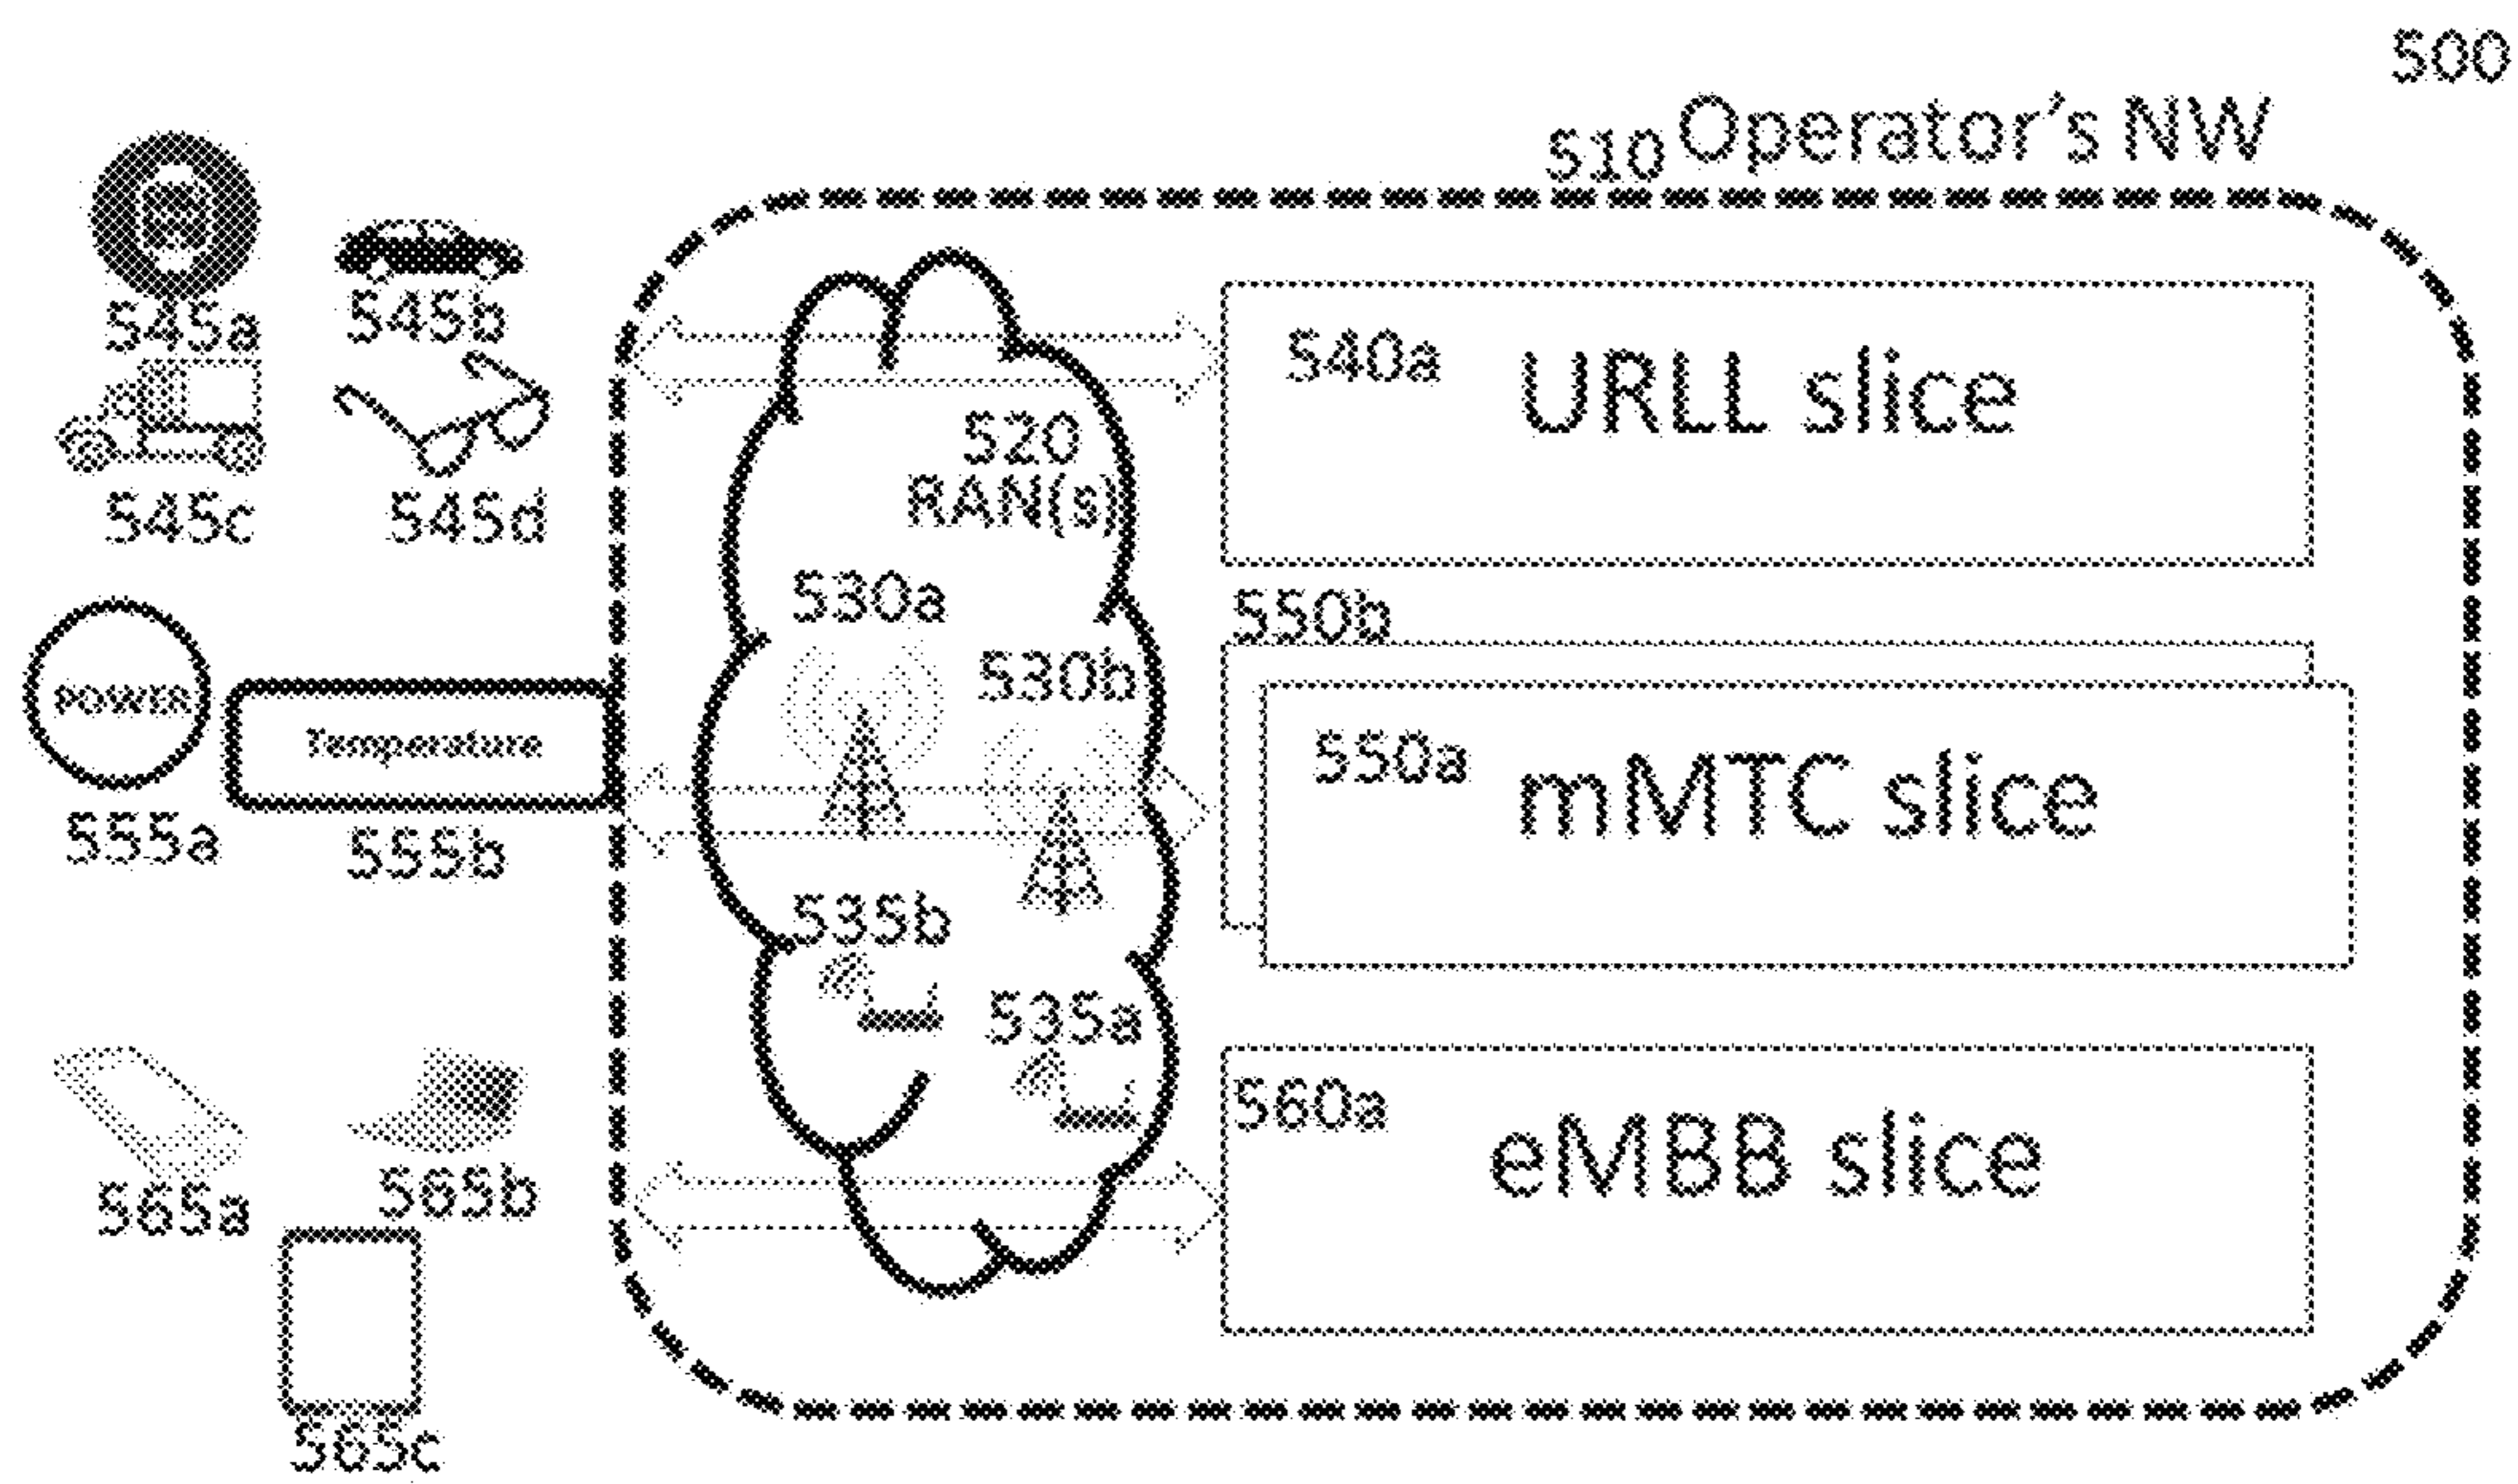 500
510 Operator's NW
545a
545b
545c
545d
520
RAN(s)
540a URLL slice
530a
530b
550b
550a mMTC slice
POWER
Temperature
555a
555b
535b
535a
560a
eMBB slice
565a
565b
565c